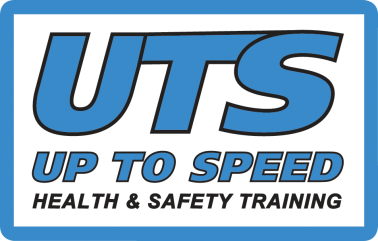 UTS
UP TO SPEED
HEALTH & SAFETY TRAINING